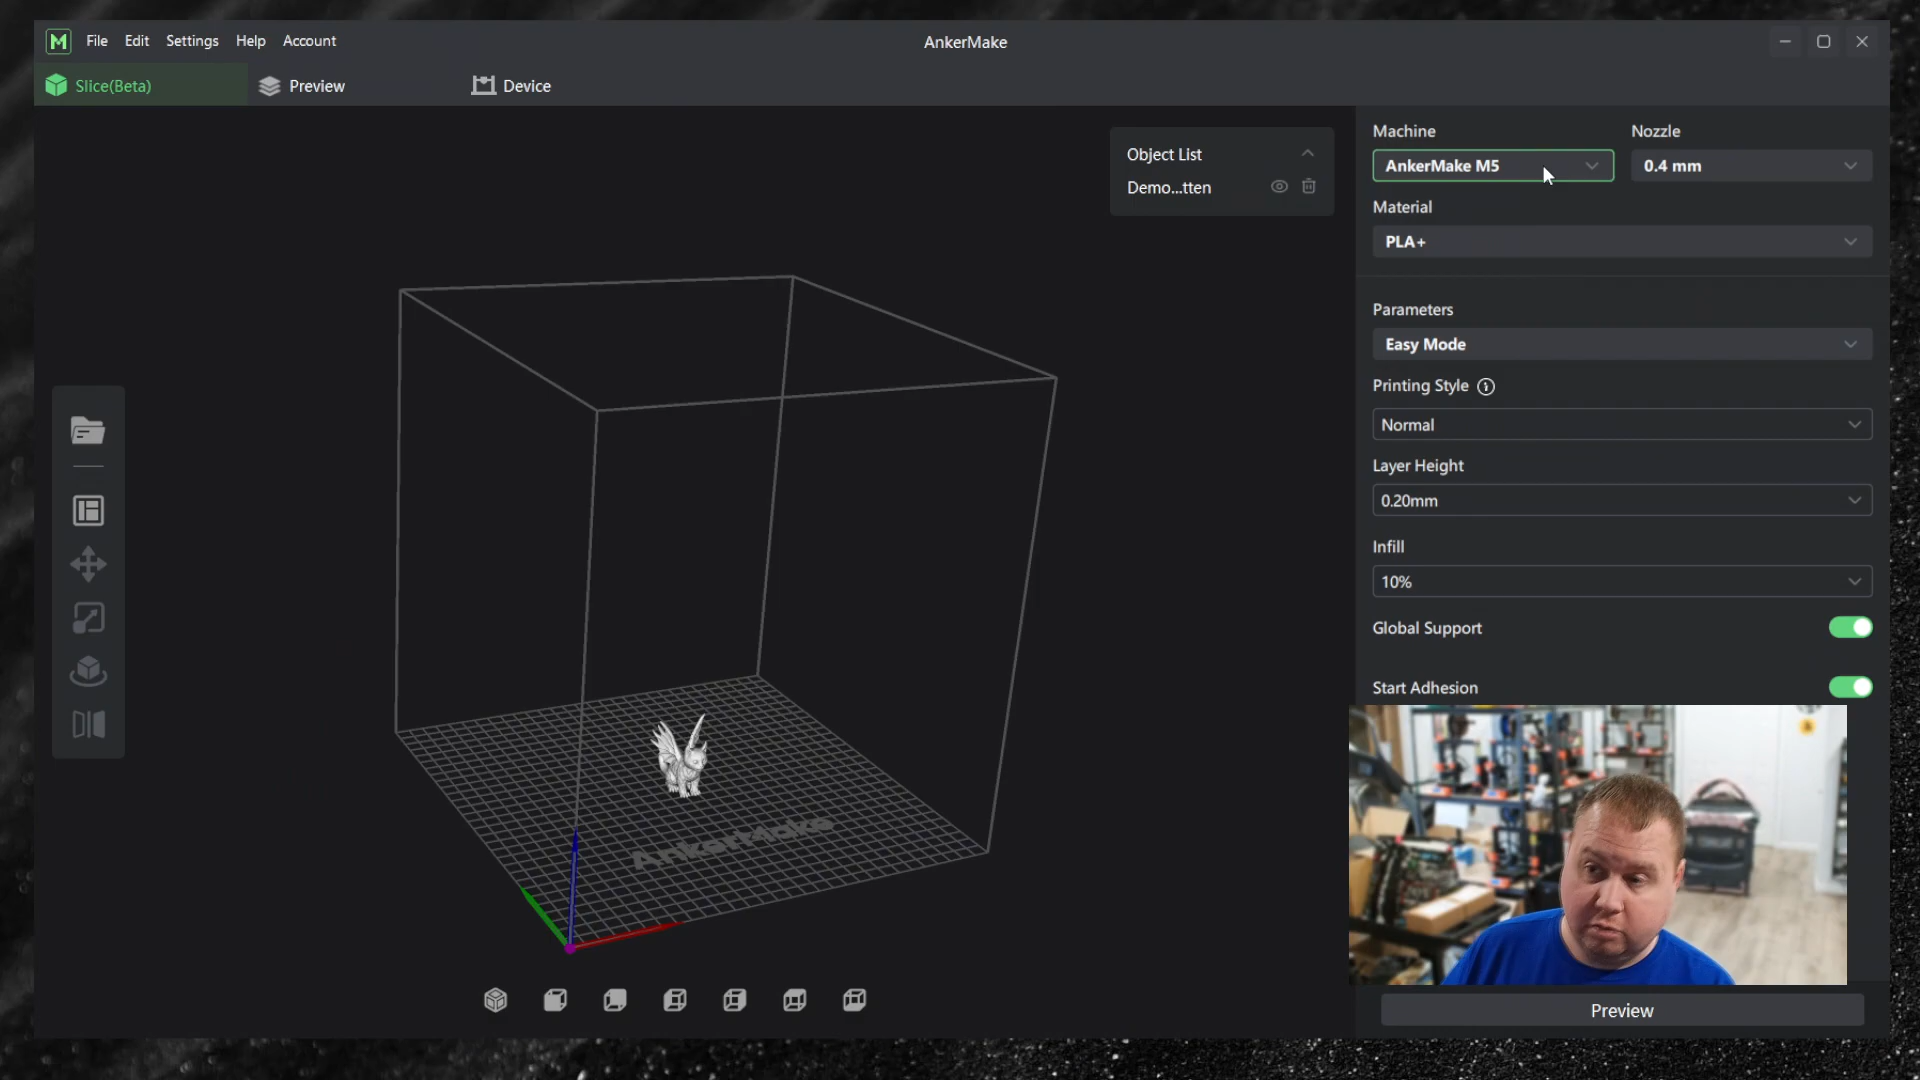 M File Edit Settings Help Account
AnkerMake
Slice(Beta) Preview Device
Object List
Demo...tten
Machine Nozzle
AnkerMake M5 0.4 mm
Material
PLA+
Parameters
Easy Mode
Printing Style
Normal
Layer Height
0.20mm
Infill
10%
Global Support
Start Adhesion
AnkerMake
Preview